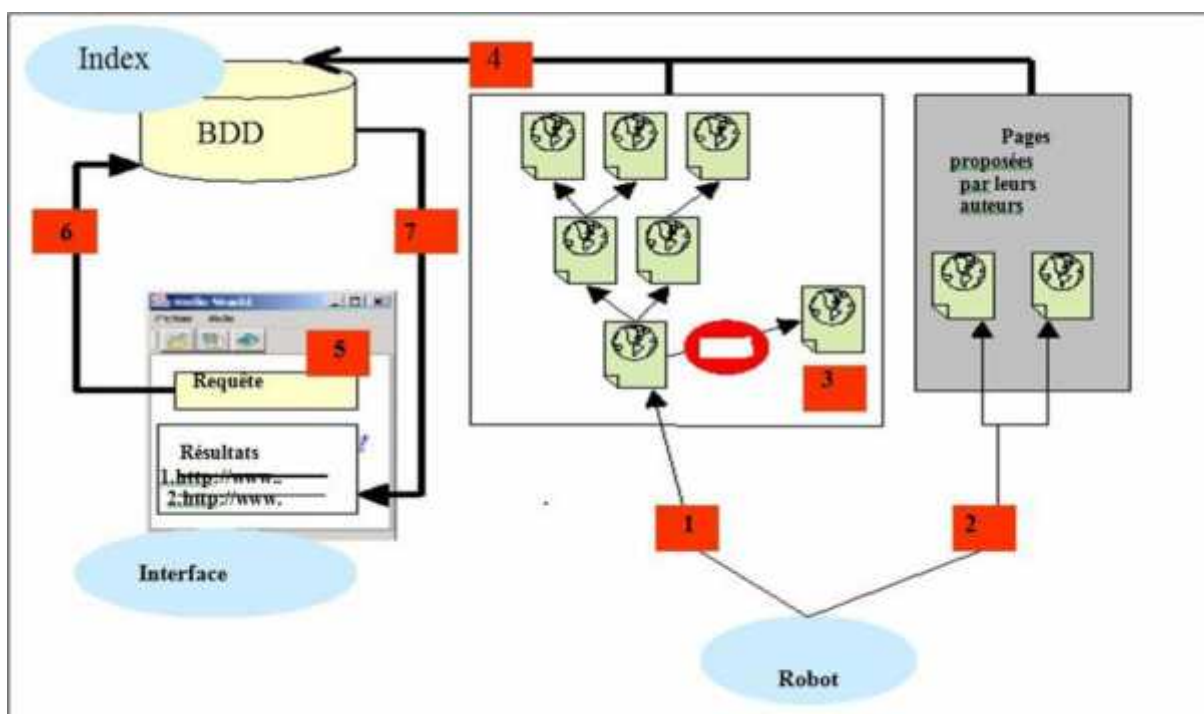 Index
BDD
4
Pages
proposées
par leurs
auteurs
6
7
5
Requête
3
Résultats
1.http://www..
2.http://www.
1
2
Interface
Robot